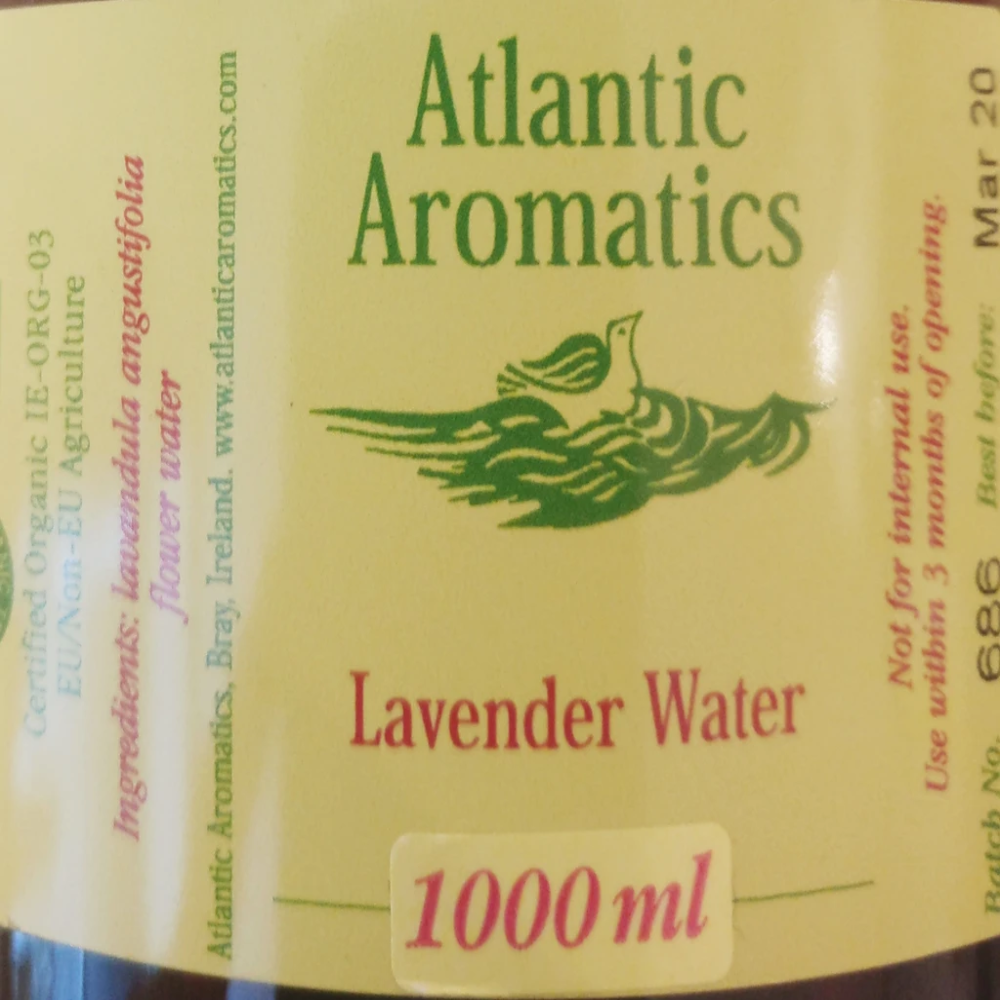 Certified Organic IE-ORG-03
EU/Non-EU Agriculture
Ingredients: lavandula angustifolia
flower water
Atlantic Aromatics, Bray, Ireland. www.atlanticaromatics.com
Atlantic
Aromatics
Lavender Water
1000 ml
Not for internal use.
Use within 3 months of opening.
Batch No. 686 Best before: Mar 20